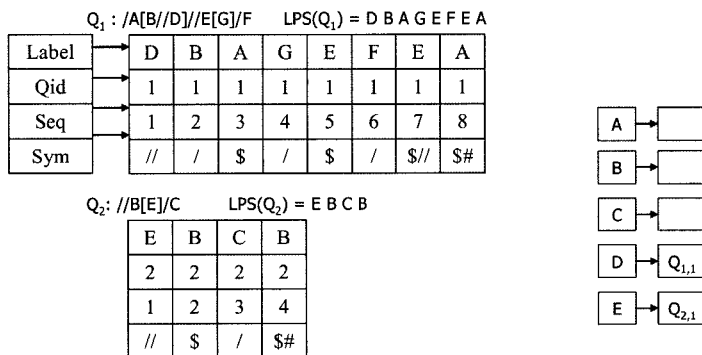 Q1 : /A[B//D]//E[G]/F LPS(Q1) = D B A G E F E A
Label D B A G E F E A
Qid 1 1 1 1 1 1 1 1
Seq 1 2 3 4 5 6 7 8
Sym // / $ / $ / $// $#
Q2: //B[E]/C LPS(Q2) = E B C B
E B C B
2 2 2 2
1 2 3 4
// $ / $#
A
B
C
D Q1,1
E Q2,1